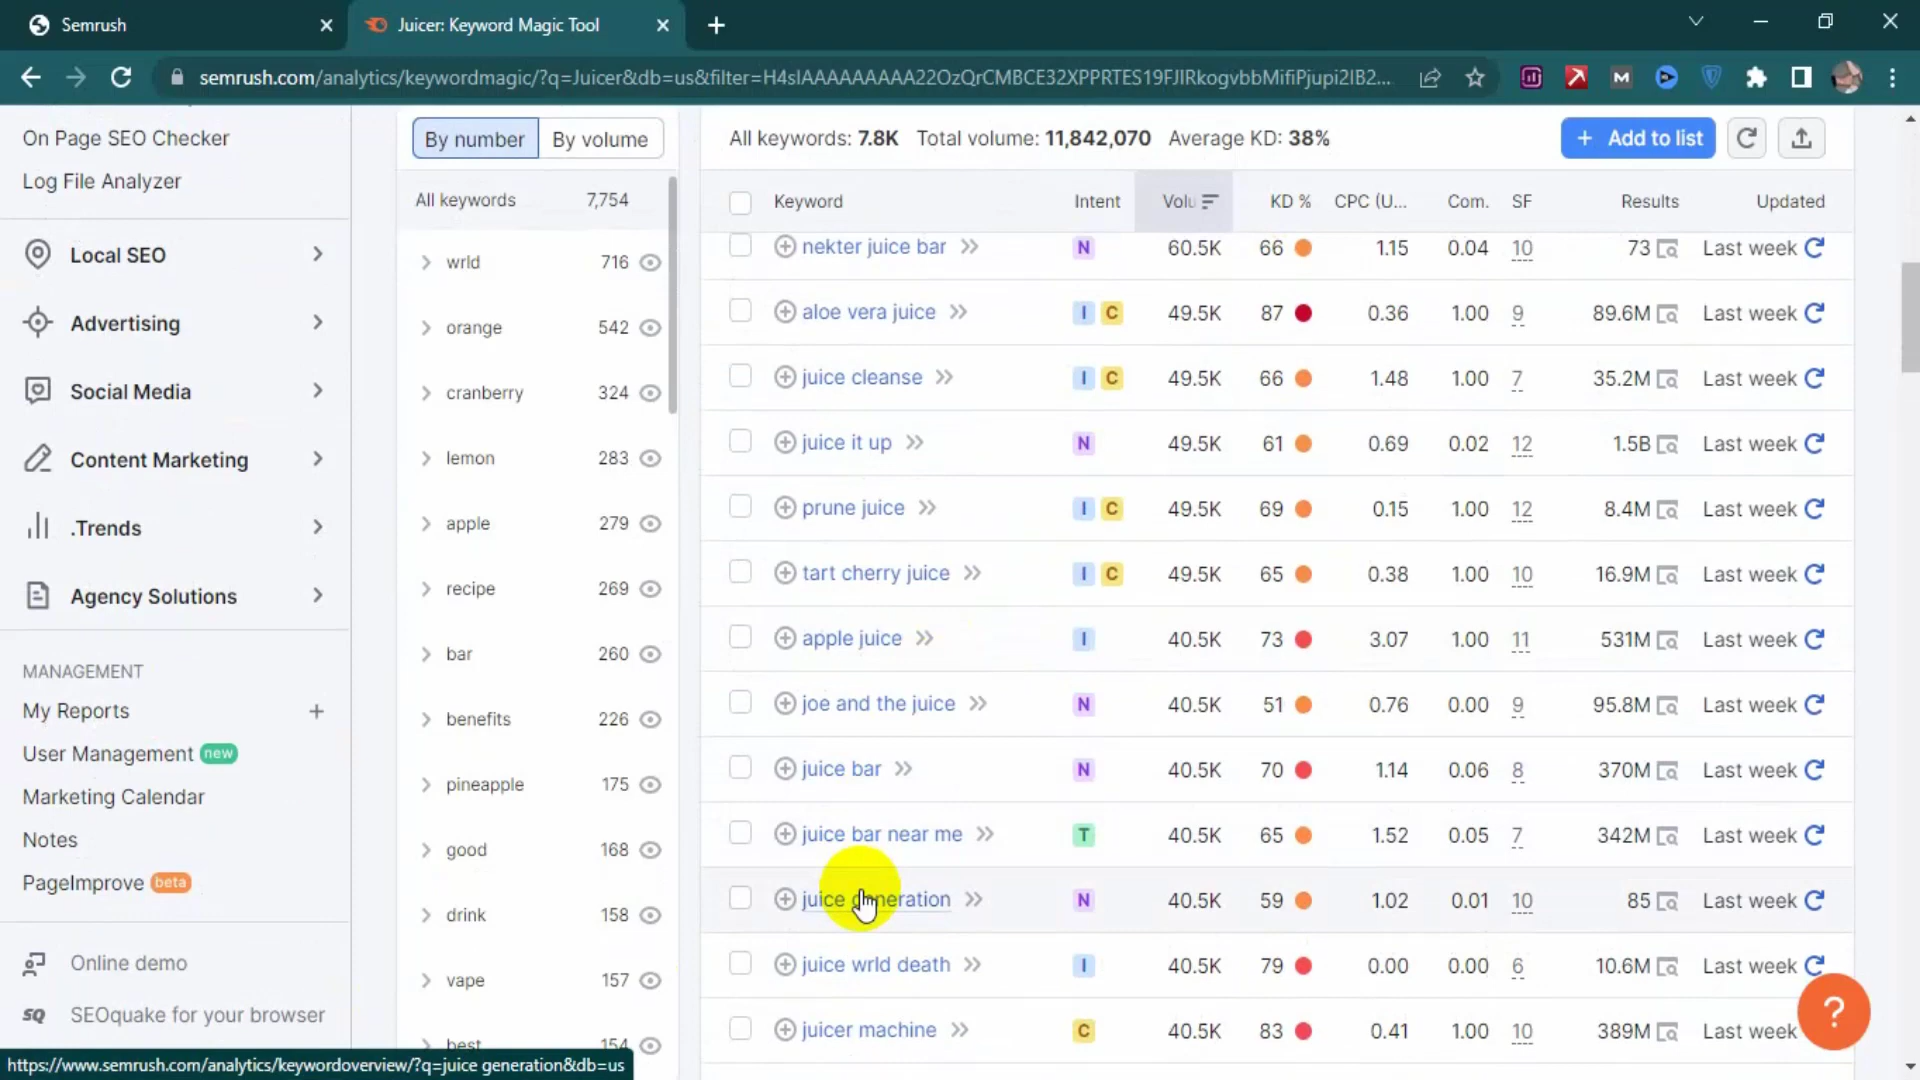 Semrush
Juicer: Keyword Magic Tool
semrush.com/analytics/keywordmagic/?q=Juicer&db=us&filter=H4sIAAAAAAAAA22OzQrCMBCE32XPPRTES19FJIRkogvbbMifiPjupi2IB2...
On Page SEO Checker
Log File Analyzer
Local SEO
Advertising
Social Media
Content Marketing
.Trends
Agency Solutions
MANAGEMENT
My Reports +
User Management new
Marketing Calendar
Notes
PageImprove beta
Online demo
SQ SEOquake for your browser
https://www.semrush.com/analytics/keywordoverview/?q=juice generation&db=us
By number By volume
All keywords 7,754
wrld 716
orange 542
cranberry 324
lemon 283
apple 279
recipe 269
bar 260
benefits 226
pineapple 175
good 168
drink 158
vape 157
best 154
All keywords: 7.8K Total volume: 11,842,070 Average KD: 38%
+ Add to list
Keyword Intent Volu KD % CPC (U... Com. SF Results Updated
nekter juice bar N 60.5K 66 1.15 0.04 10 73 Last week
aloe vera juice I C 49.5K 87 0.36 1.00 9 89.6M Last week
juice cleanse I C 49.5K 66 1.48 1.00 7 35.2M Last week
juice it up N 49.5K 61 0.69 0.02 12 1.5B Last week
prune juice I C 49.5K 69 0.15 1.00 12 8.4M Last week
tart cherry juice I C 49.5K 65 0.38 1.00 10 16.9M Last week
apple juice I 40.5K 73 3.07 1.00 11 531M Last week
joe and the juice N 40.5K 51 0.76 0.00 9 95.8M Last week
juice bar N 40.5K 70 1.14 0.06 8 370M Last week
juice bar near me T 40.5K 65 1.52 0.05 7 342M Last week
juice generation N 40.5K 59 1.02 0.01 10 85 Last week
juice wrld death I 40.5K 79 0.00 0.00 6 10.6M Last week
juicer machine C 40.5K 83 0.41 1.00 10 389M Last week
?